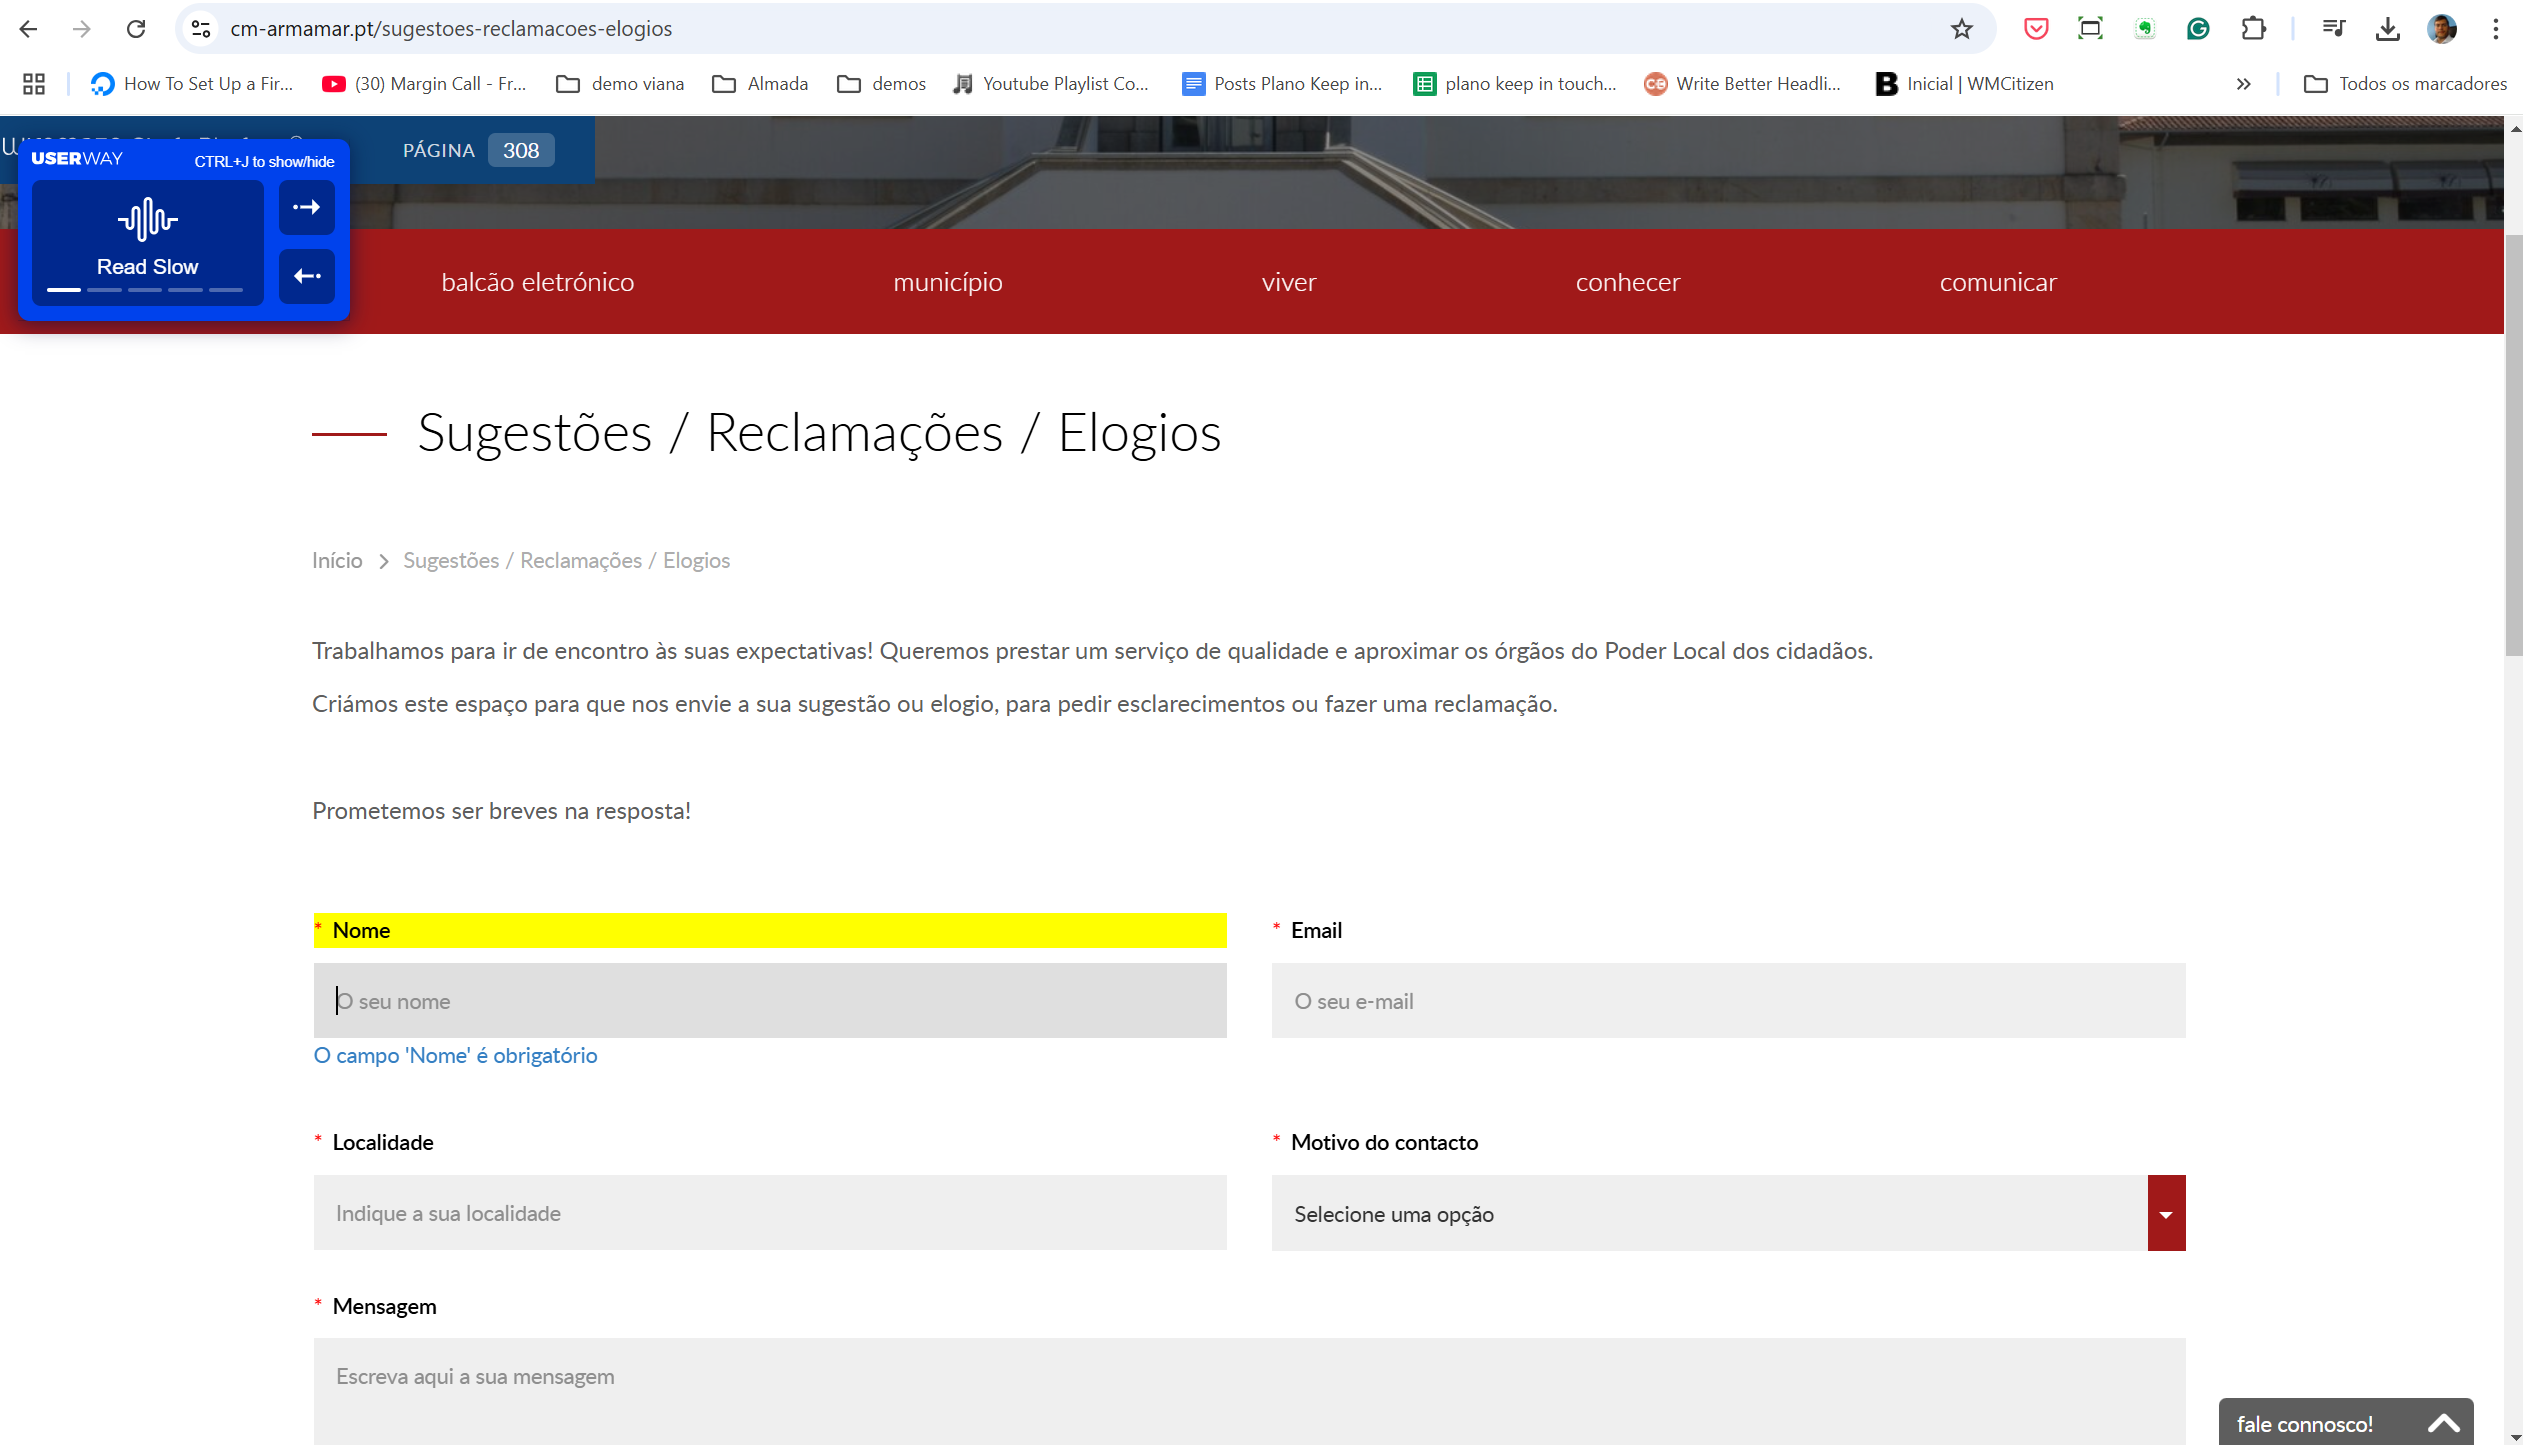 cm-armamar.pt/sugestoes-reclamacoes-elogios
How To Set Up a Fir...
(30) Margin Call - Fr...
demo viana
Almada
demos
Youtube Playlist Co...
Posts Plano Keep in...
plano keep in touch...
CB
Write Better Headli...
B
Inicial | WMCitizen
Todos os marcadores
PÁGINA 308
USERWAY
CTRL+J to show/hide
Read Slow
balcão eletrónico
município
viver
conhecer
comunicar
Sugestões / Reclamações / Elogios
Início > Sugestões / Reclamações / Elogios
Trabalhamos para ir de encontro às suas expectativas! Queremos prestar um serviço de qualidade e aproximar os órgãos do Poder Local dos cidadãos.
Criámos este espaço para que nos envie a sua sugestão ou elogio, para pedir esclarecimentos ou fazer uma reclamação.
Prometemos ser breves na resposta!
* Nome
O seu nome
O campo 'Nome' é obrigatório
* Email
O seu e-mail
* Localidade
Indique a sua localidade
* Motivo do contacto
Selecione uma opção
* Mensagem
Escreva aqui a sua mensagem
fale connosco!